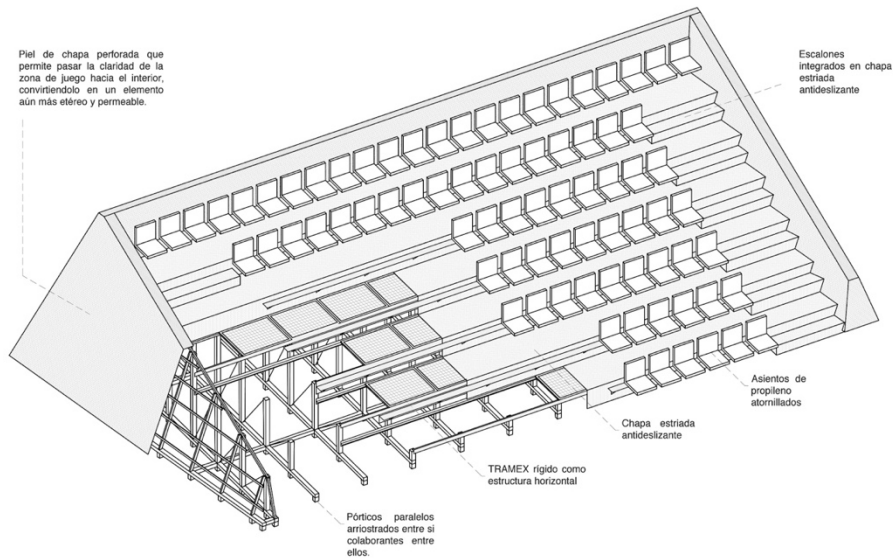 Piel de chapa perforada que
permite pasar la claridad de la
zona de juego hacia el interior,
convirtiendolo en un elemento
aún más etéreo y permeable.
Escalones
integrados en chapa
estriada
antideslizante
Asientos de
propileno
atornillados
Chapa estriada
antideslizante
TRAMEX rígido como
estructura horizontal
Pórticos paralelos
arriostrados entre si
colaborantes entre
ellos.